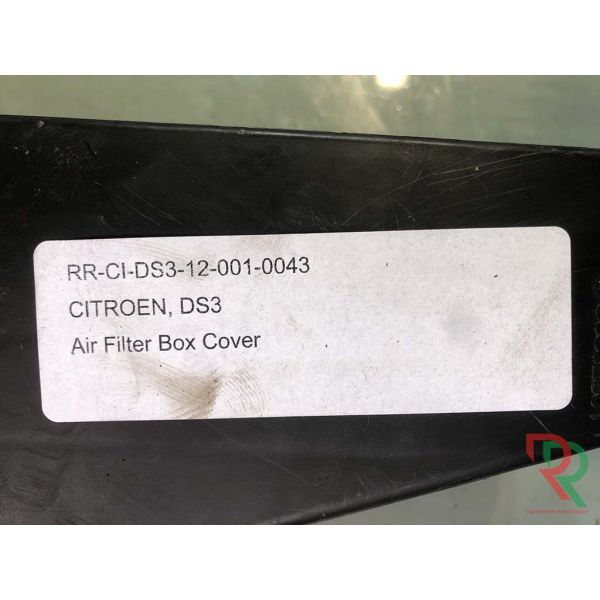 RR-CI-DS3-12-001-0043
CITROEN, DS3
Air Filter Box Cover